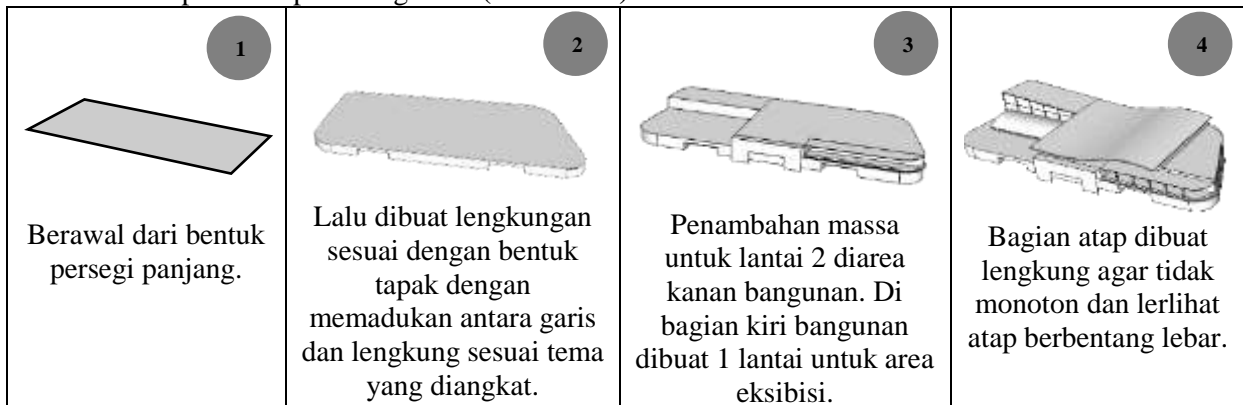 1
Berawal dari bentuk
persegi panjang.
2
Lalu dibuat lengkungan
sesuai dengan bentuk
tapak dengan
memadukan antara garis
dan lengkung sesuai tema
yang diangkat.
3
Penambahan massa
untuk lantai 2 diarea
kanan bangunan. Di
bagian kiri bangunan
dibuat 1 lantai untuk area
eksibisi.
4
Bagian atap dibuat
lengkung agar tidak
monoton dan lerlihat
atap berbentang lebar.